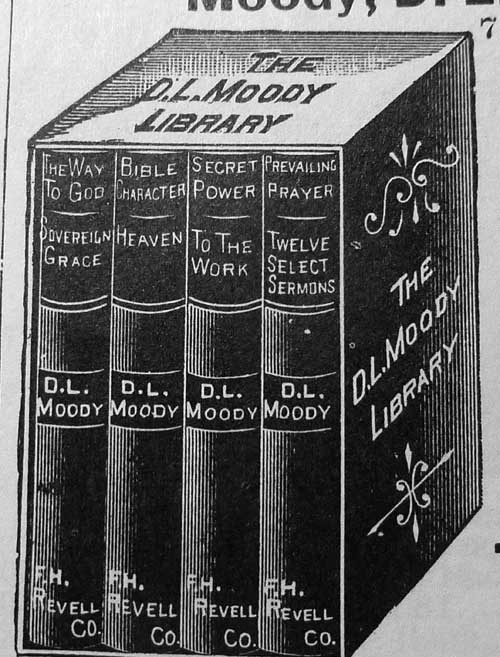 Moody, D. L
7
THE
D.L. MOODY
LIBRARY
THE WAY
TO GOD
SOVEREIGN
GRACE
D.L.
MOODY
F.H.
REVELL
CO.
BIBLE
CHARACTER
HEAVEN
D.L.
MOODY
F.H.
REVELL
CO.
SECRET
POWER
TO THE
WORK
D.L.
MOODY
F.H.
REVELL
CO.
PREVAILING
PRAYER
TWELVE
SELECT
SERMONS
D.L.
MOODY
F.H.
REVELL
CO.
THE
D.L. MOODY
LIBRARY